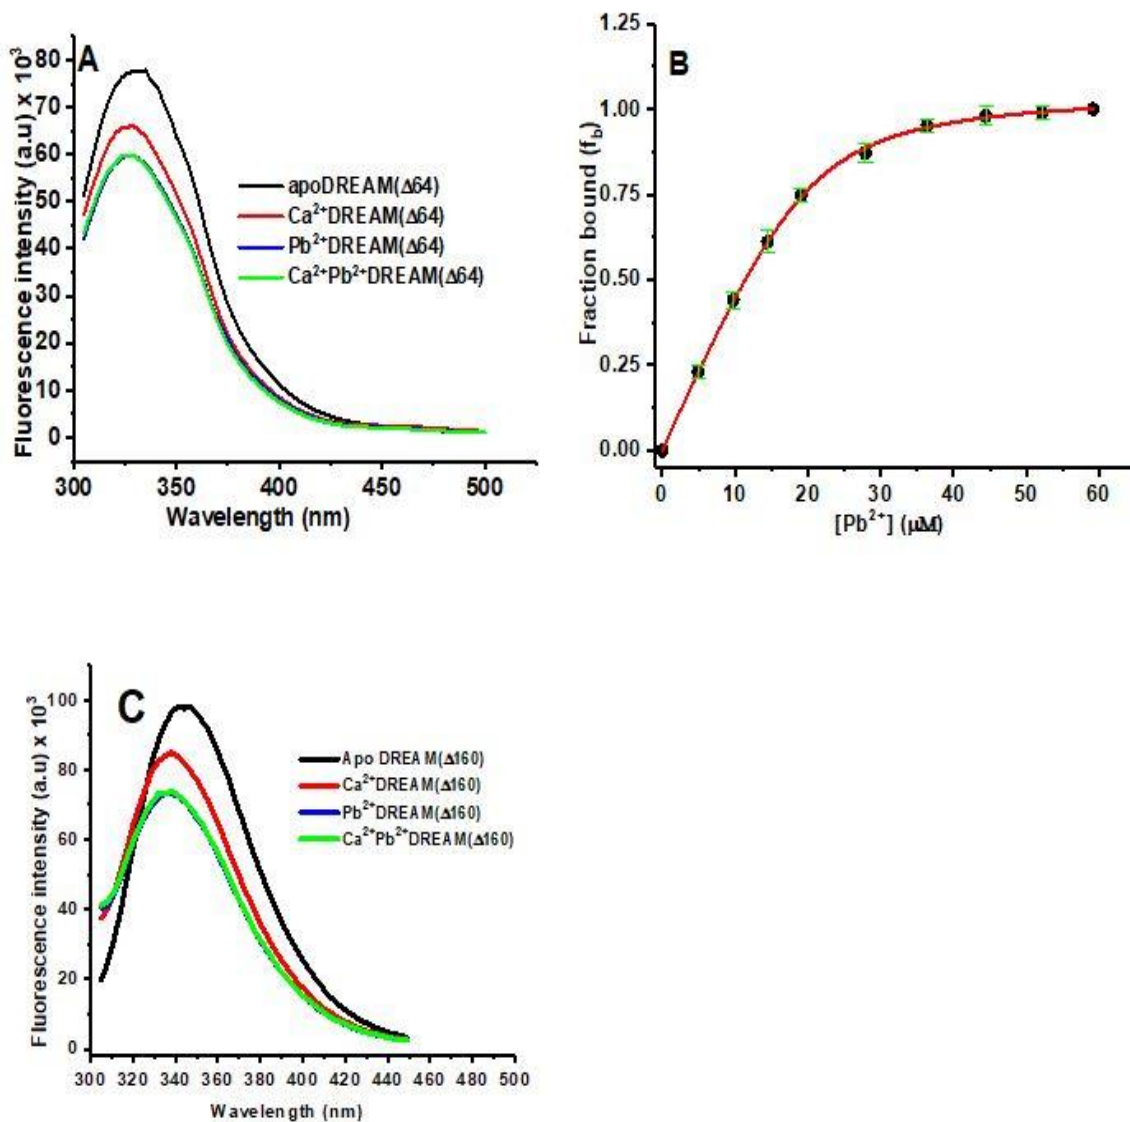 A
Fluorescence intensity (a.u) x 10³
80
70
60
50
40
30
20
10
0
300 350 400 450 500
Wavelength (nm)
apoDREAM(Δ64)
Ca²⁺DREAM(Δ64)
Pb²⁺DREAM(Δ64)
Ca²⁺Pb²⁺DREAM(Δ64)
B
Fraction bound (f_b)
1.25
1.00
0.75
0.50
0.25
0.00
0 10 20 30 40 50 60
[Pb²⁺] (µM)
C
Fluorescence intensity (a.u) x 10³
100
80
60
40
20
0
300 320 340 360 380 400 420 440 460 480 500
Wavelength (nm)
Apo DREAM(Δ160)
Ca²⁺DREAM(Δ160)
Pb²⁺DREAM(Δ160)
Ca²⁺Pb²⁺DREAM(Δ160)